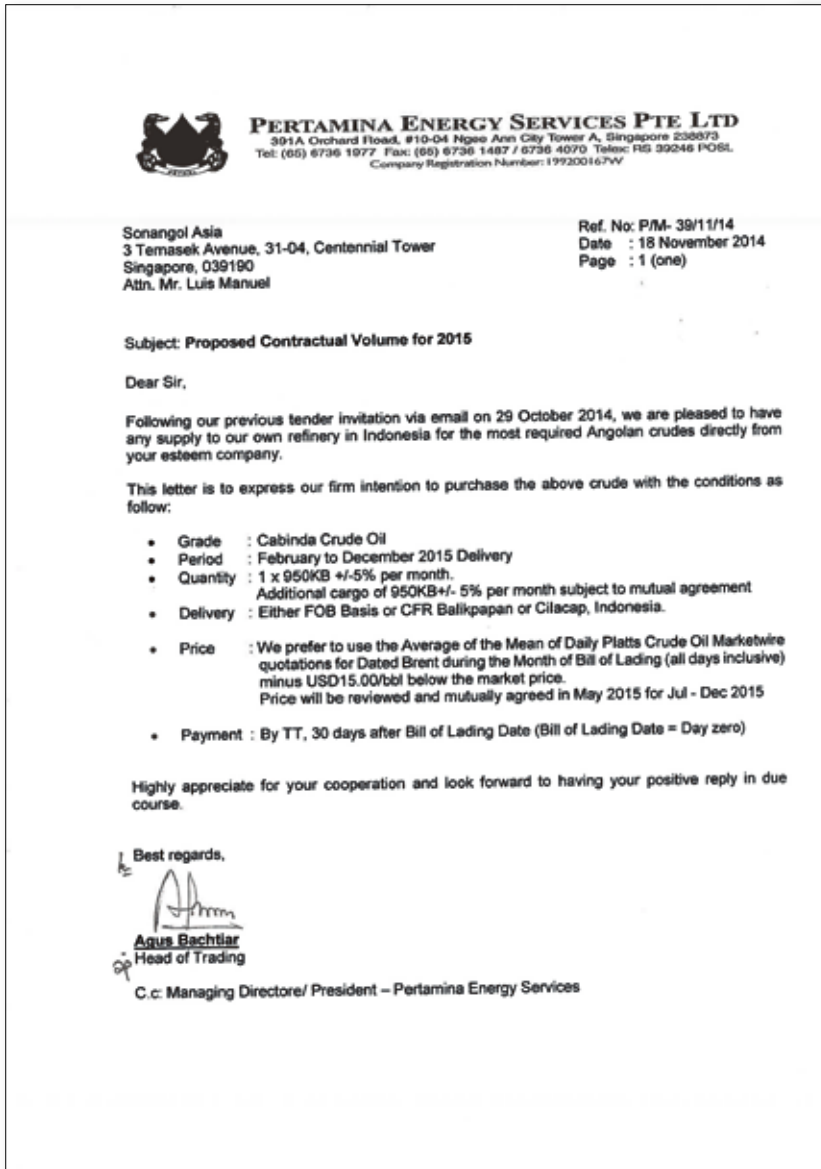 PERTAMINA ENERGY SERVICES PTE LTD
391A Orchard Road, #10-04 Ngee Ann City Tower A, Singapore 238873
Tel: (65) 6736 1977 Fax: (65) 6736 1487 / 6736 4070 Telex: RS 39246 POSL
Company Registration Number: 199200167W
Sonangol Asia
3 Temasek Avenue, 31-04, Centennial Tower
Singapore, 039190
Attn. Mr. Luis Manuel
Ref. No: P/M- 39/11/14
Date : 18 November 2014
Page : 1 (one)
Subject: Proposed Contractual Volume for 2015
Dear Sir,
Following our previous tender invitation via email on 29 October 2014, we are pleased to have
any supply to our own refinery in Indonesia for the most required Angolan crudes directly from
your esteem company.
This letter is to express our firm intention to purchase the above crude with the conditions as
follow:
• Grade : Cabinda Crude Oil
• Period : February to December 2015 Delivery
• Quantity : 1 x 950KB +/-5% per month.
Additional cargo of 950KB+/- 5% per month subject to mutual agreement
• Delivery : Either FOB Basis or CFR Balikpapan or Cilacap, Indonesia.
• Price : We prefer to use the Average of the Mean of Daily Platts Crude Oil Marketwire
quotations for Dated Brent during the Month of Bill of Lading (all days inclusive)
minus USD15.00/bbl below the market price.
Price will be reviewed and mutually agreed in May 2015 for Jul - Dec 2015
• Payment : By TT, 30 days after Bill of Lading Date (Bill of Lading Date = Day zero)
Highly appreciate for your cooperation and look forward to having your positive reply in due
course.
Best regards,
Agus Bachtiar
Head of Trading
C.c: Managing Directore/ President – Pertamina Energy Services